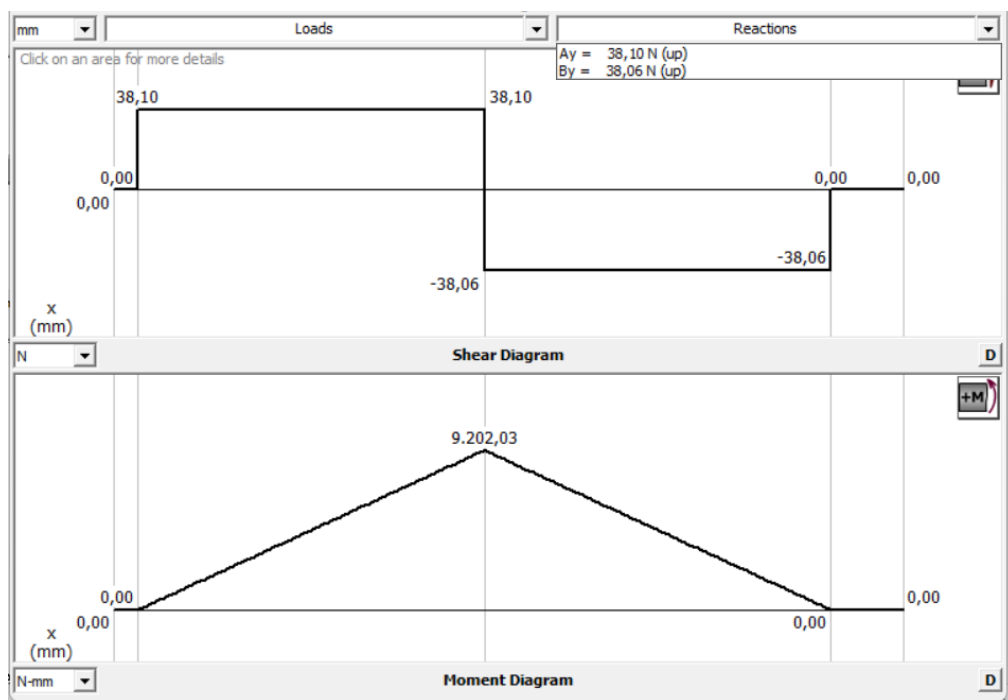 mm
Loads
Reactions
Click on an area for more details
Ay = 38,10 N (up)
By = 38,06 N (up)
38,10
38,10
0,00
0,00
0,00
0,00
-38,06
-38,06
x
(mm)
N
Shear Diagram
D
+M
9.202,03
0,00
0,00
0,00
0,00
x
(mm)
N-mm
Moment Diagram
D